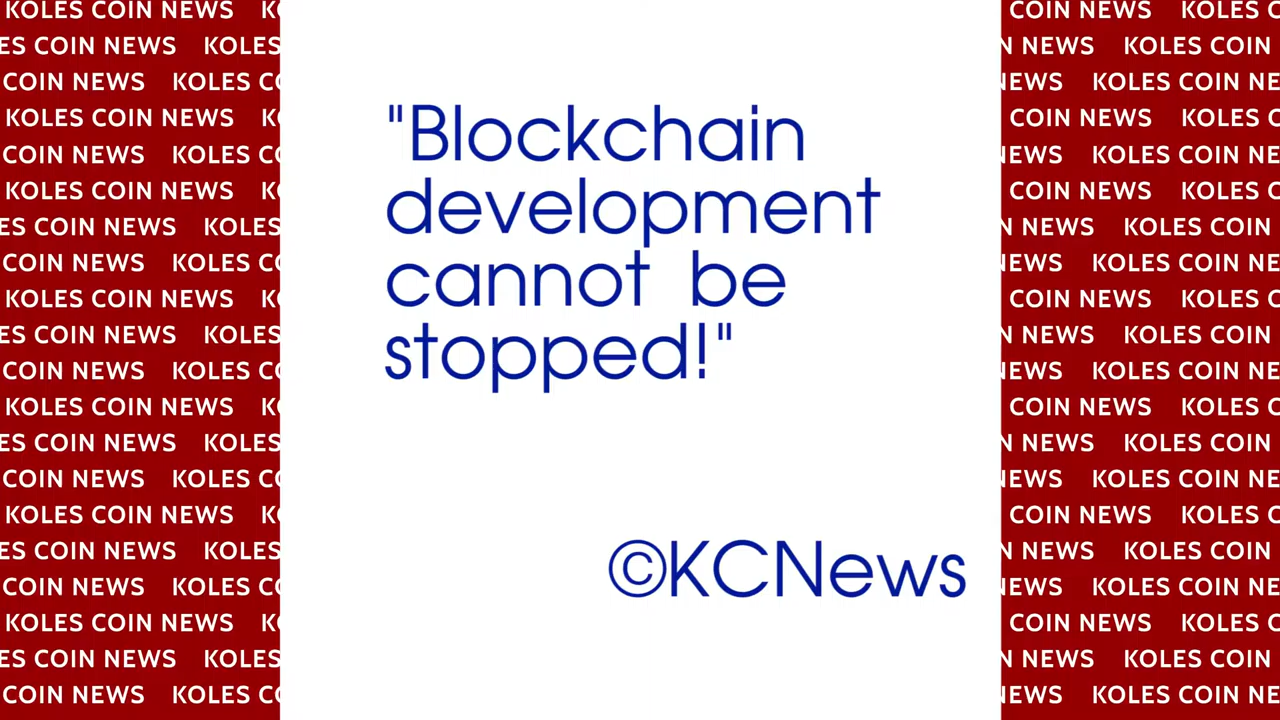 KOLES COIN NEWS
"Blockchain
development
cannot be
stopped!"
©KCNews